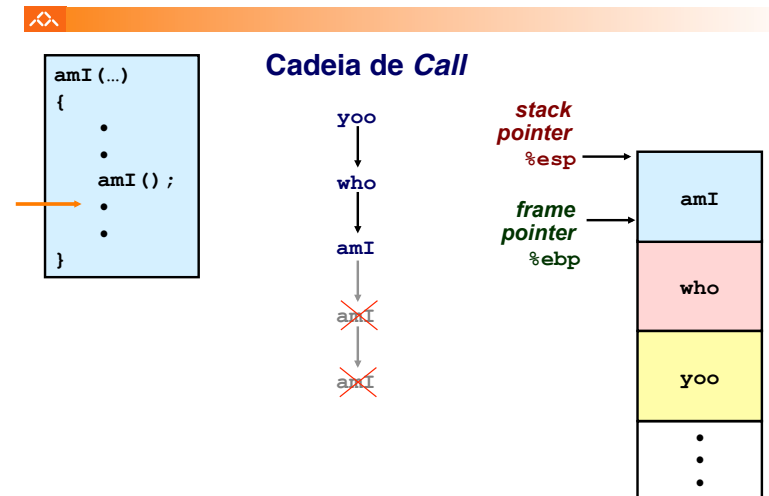 Cadeia de Call
amI(…)
{
•
•
amI();
•
•
}
yoo
who
amI
amI
amI
stack
pointer
%esp
frame
pointer
%ebp
amI
who
yoo
•
•
•